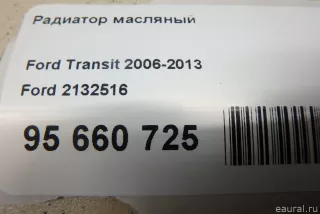 Радиатор масляный
Ford Transit 2006-2013
Ford 2132516
95 660 725
eaural.ru